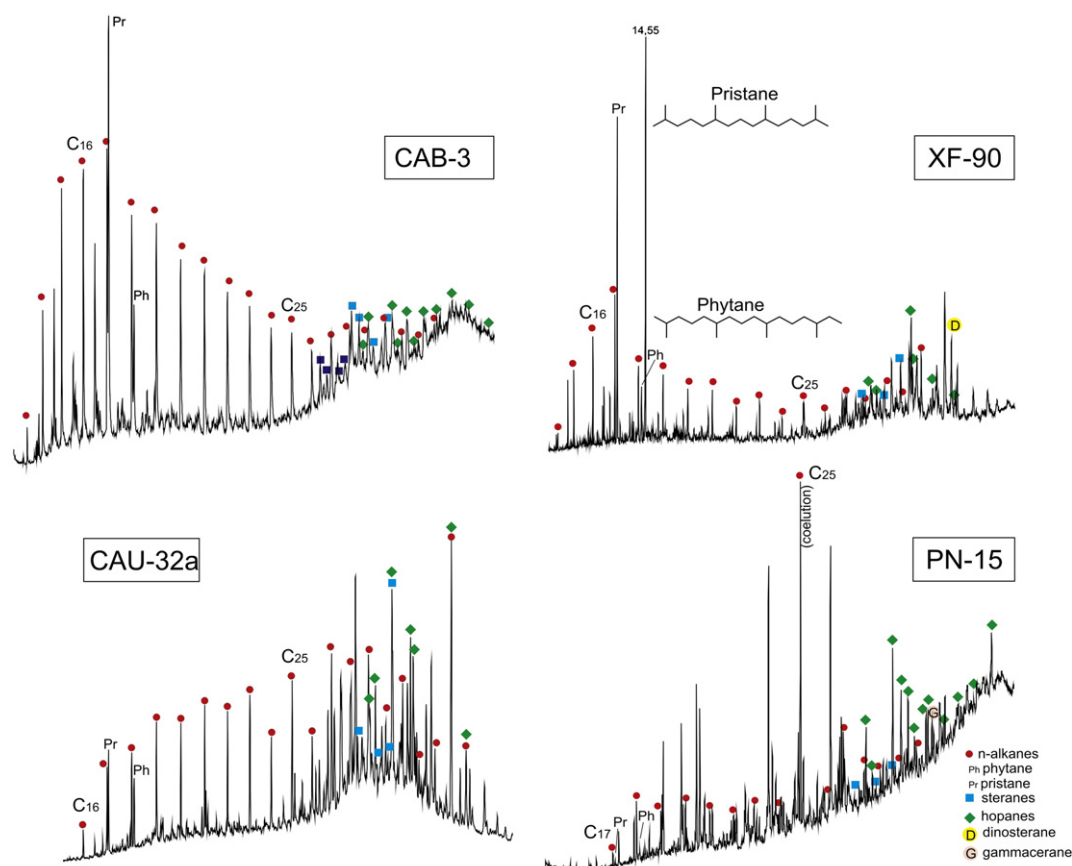 Pr
C16
Ph
C25
CAB-3
14,55
Pr
Pristane
Phytane
C16
Ph
C25
XF-90
CAU-32a
C16
Pr
Ph
C25
C25
(coelution)
PN-15
C17
Pr
Ph
G
D
n-alkanes
Ph phytane
Pr pristane
steranes
hopanes
D dinosterane
G gammacerane